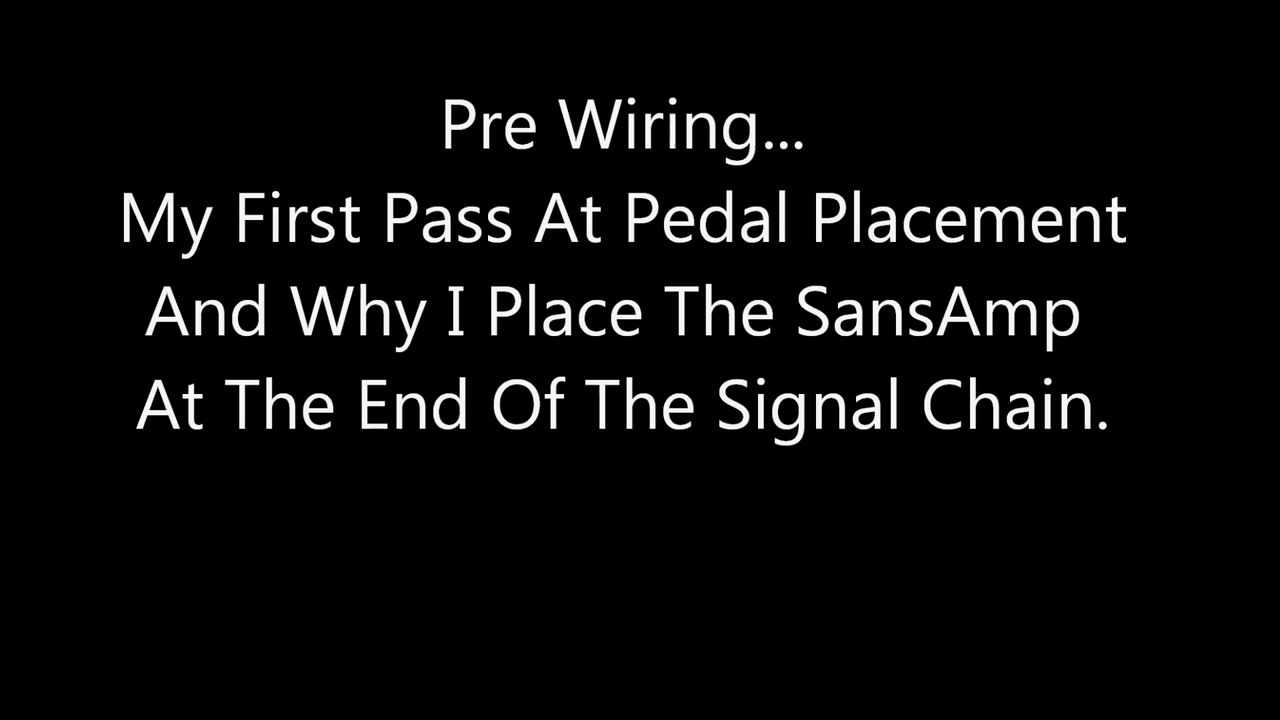 Pre Wiring...
My First Pass At Pedal Placement
And Why I Place The SansAmp
At The End Of The Signal Chain.